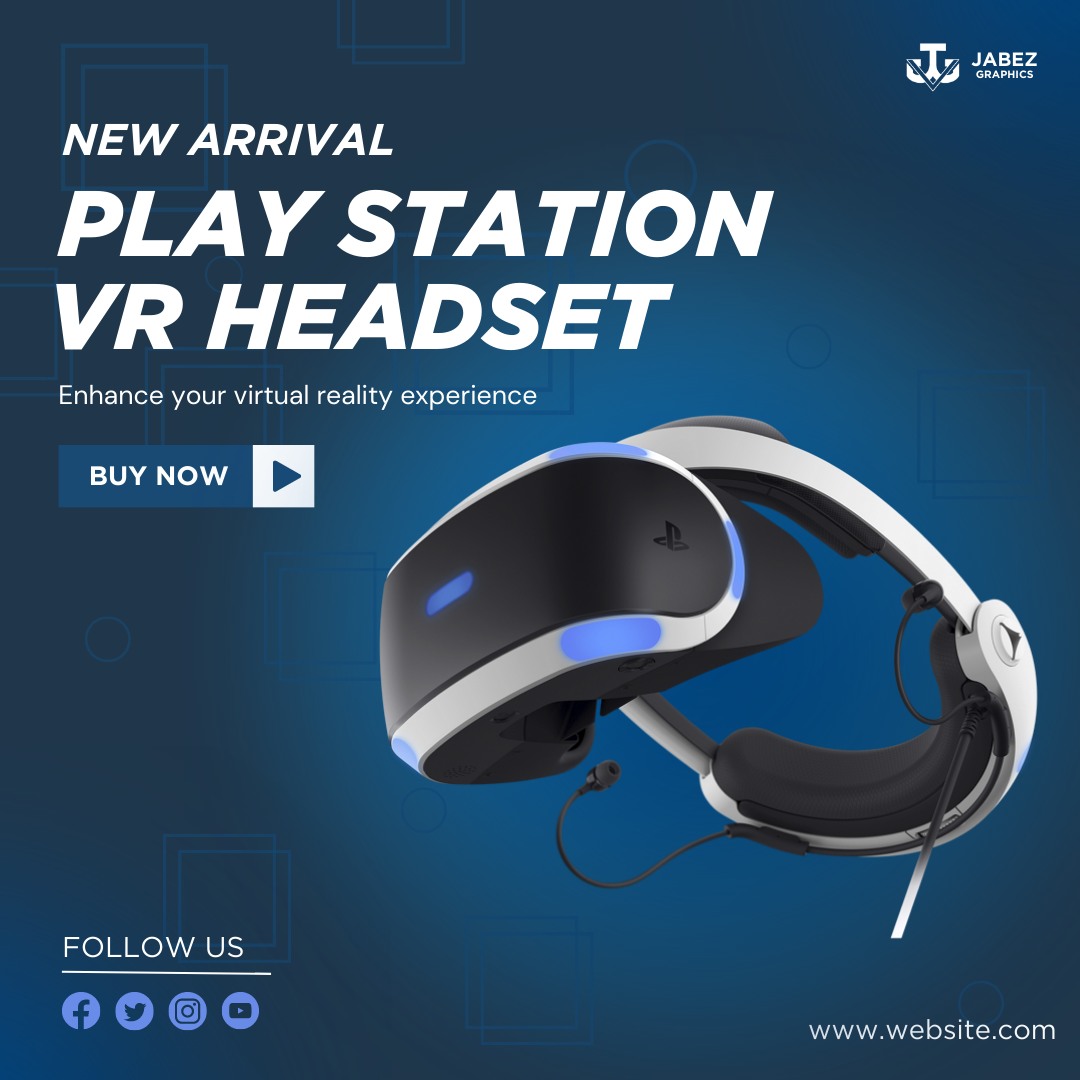 JABEZ
GRAPHICS
NEW ARRIVAL
PLAY STATION
VR HEADSET
Enhance your virtual reality experience
BUY NOW
FOLLOW US
www.website.com